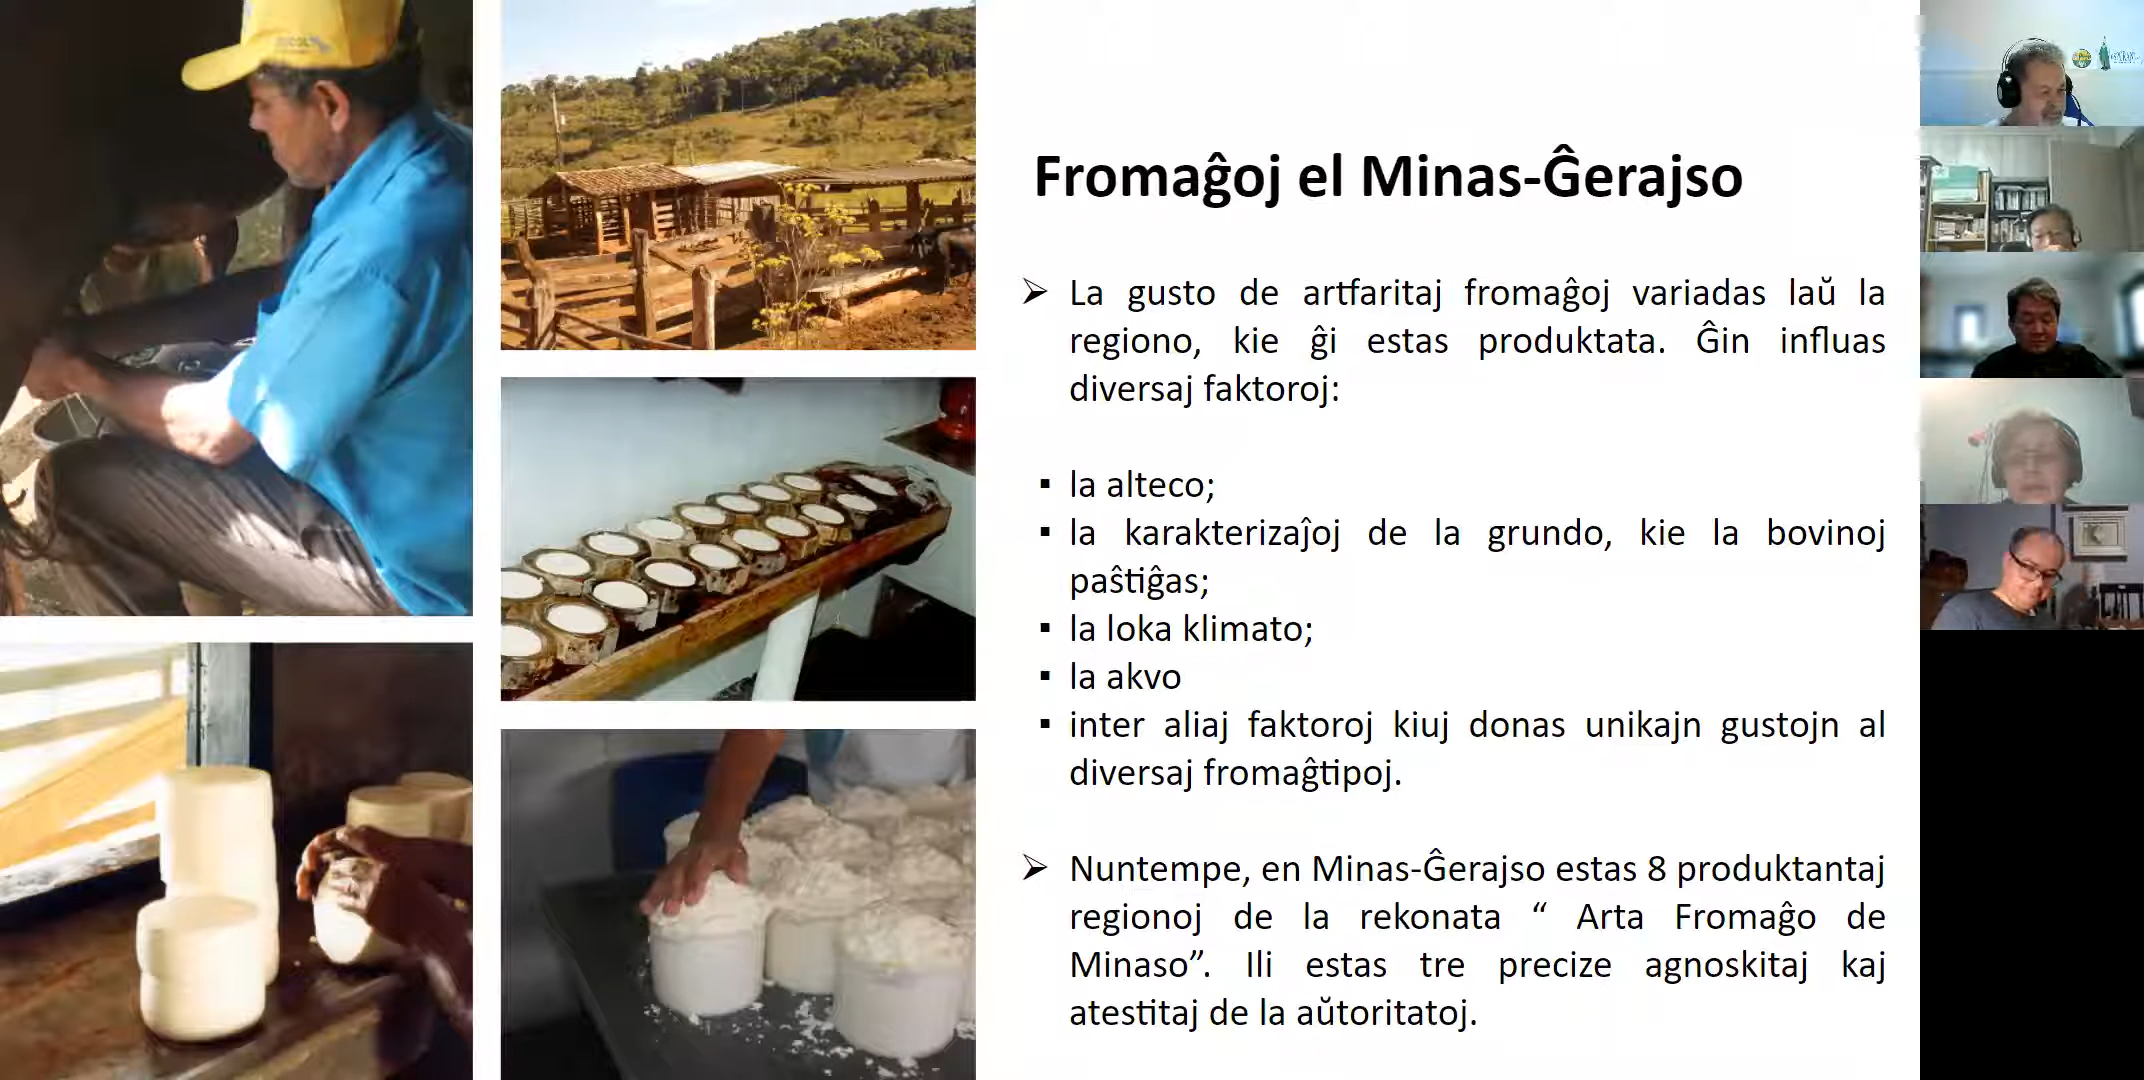 Fromaĝoj el Minas-Ĝerajso
➢ La gusto de artfaritaj fromaĝoj variadas laŭ la
regiono, kie ĝi estas produktata. Ĝin influas
diversaj faktoroj:
▪ la alteco;
▪ la karakterizaĵoj de la grundo, kie la bovinoj
paŝtiĝas;
▪ la loka klimato;
▪ la akvo
▪ inter aliaj faktoroj kiuj donas unikajn gustojn al
diversaj fromaĝtipoj.
➢ Nuntempe, en Minas-Ĝerajso estas 8 produktantaj
regionoj de la rekonata “ Arta Fromaĝo de
Minaso”. Ili estas tre precize agnoskitaj kaj
atestitaj de la aŭtoritatoj.